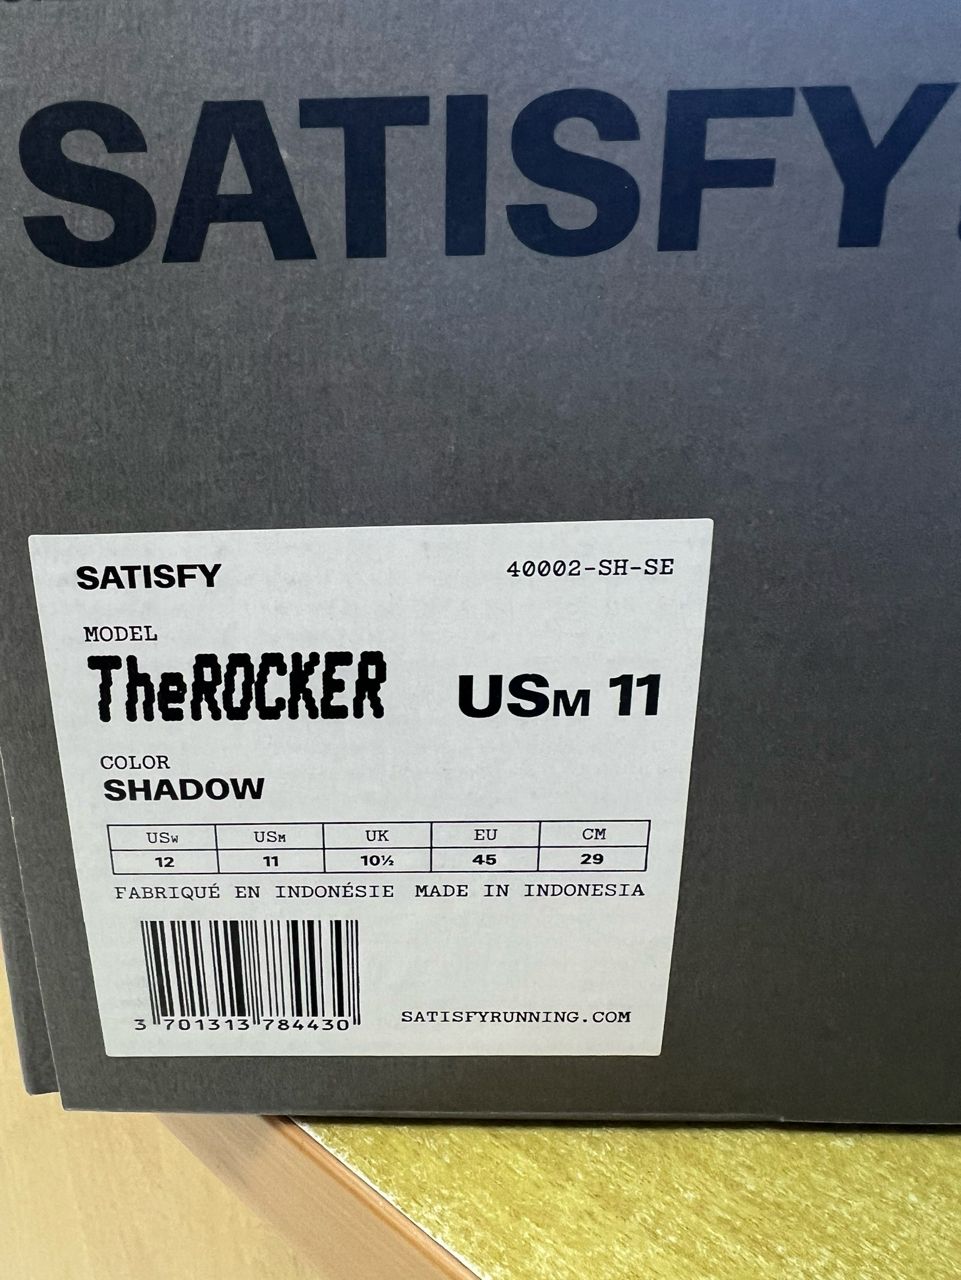 SATISFY.
SATISFY 40002-SH-SE
MODEL
TheROCKER USM 11
COLOR
SHADOW
USW USM UK EU CM
12 11 10½ 45 29
FABRIQUÉ EN INDONÉSIE MADE IN INDONESIA
3 701313 784430 SATISFYRUNNING.COM